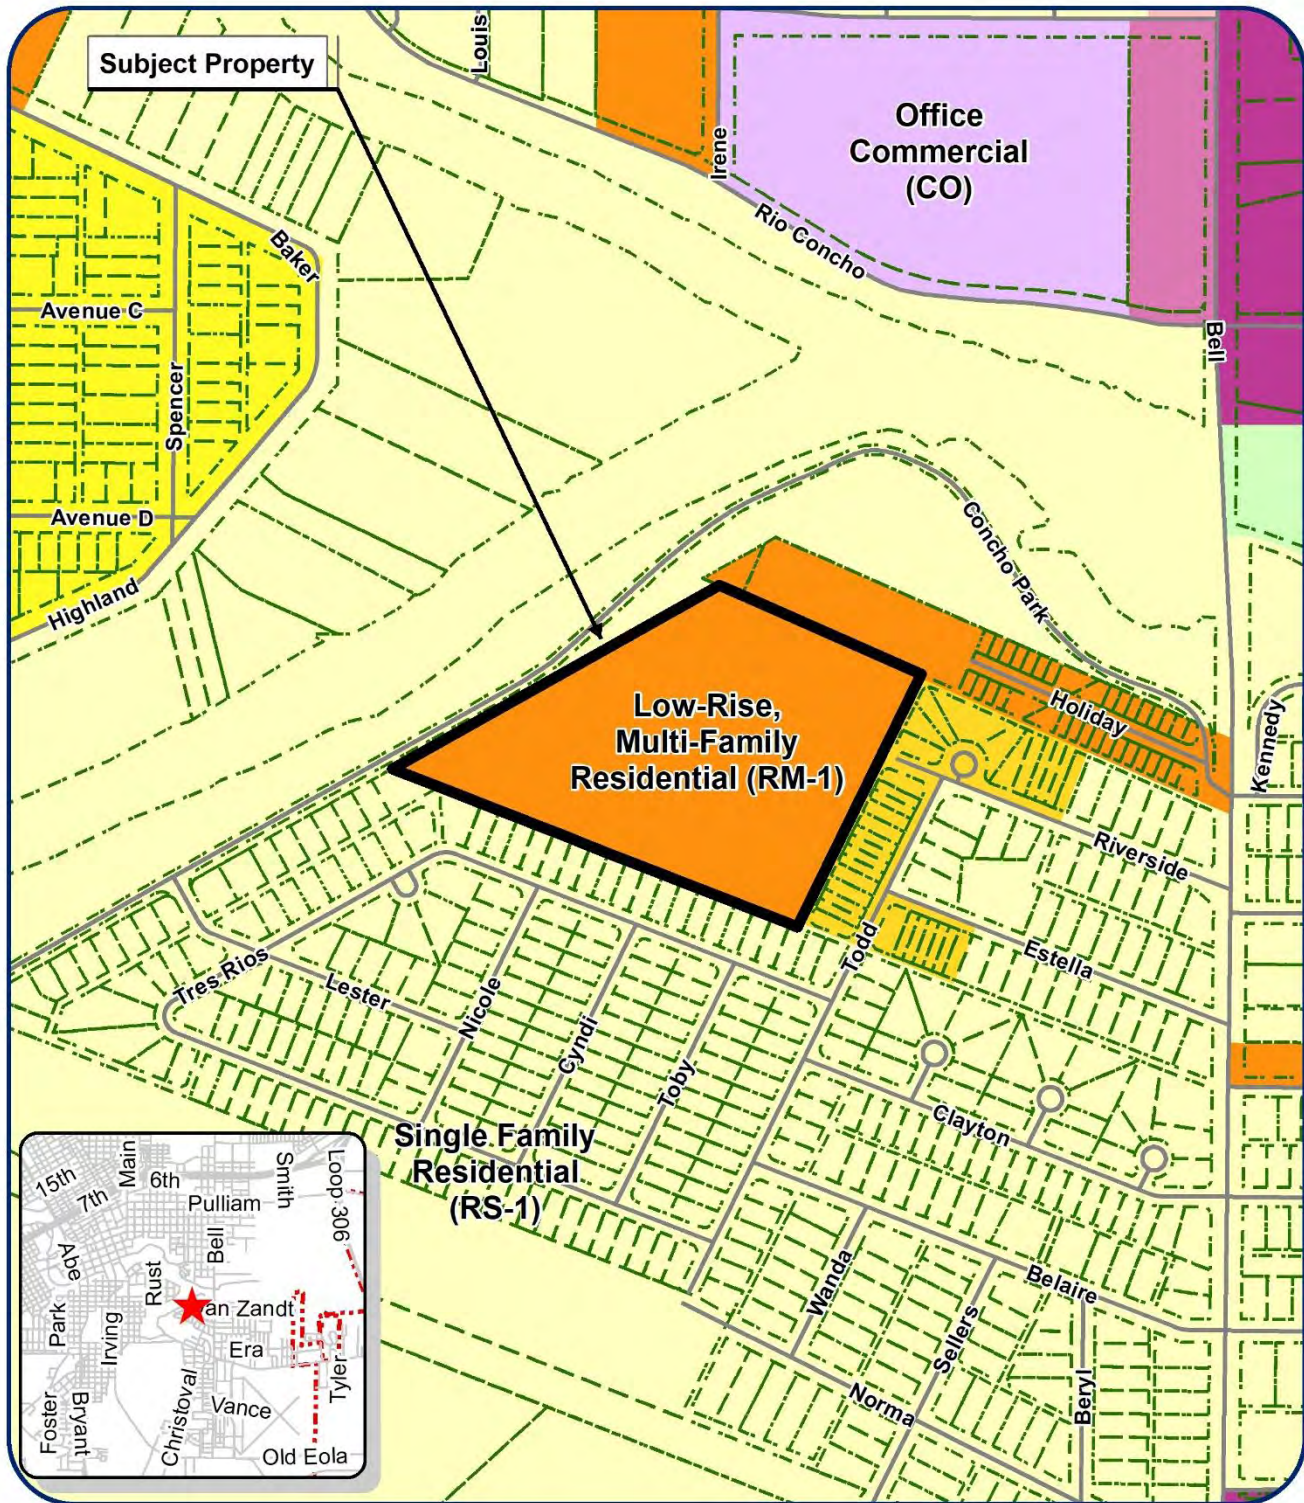 Subject Property
Louis
Irene
Office
Commercial
(CO)
Rio Concho
Baker
Avenue C
Spencer
Bell
Avenue D
Highland
Concho Park
Low-Rise,
Multi-Family
Residential (RM-1)
Holiday
Kennedy
Riverside
Todd
Estella
Tres Rios
Lester
Nicole
Cyndi
Toby
Clayton
Single Family
Residential
(RS-1)
Wanda
Belaire
Sellers
Beryl
Norma
15th
7th
Main
6th
Smith
Loop 306
Pulliam
Abe
Bell
Rust
Park
Irving
an Zandt
Era
Tyler
Foster
Bryant
Christoval
Vance
Old Eola